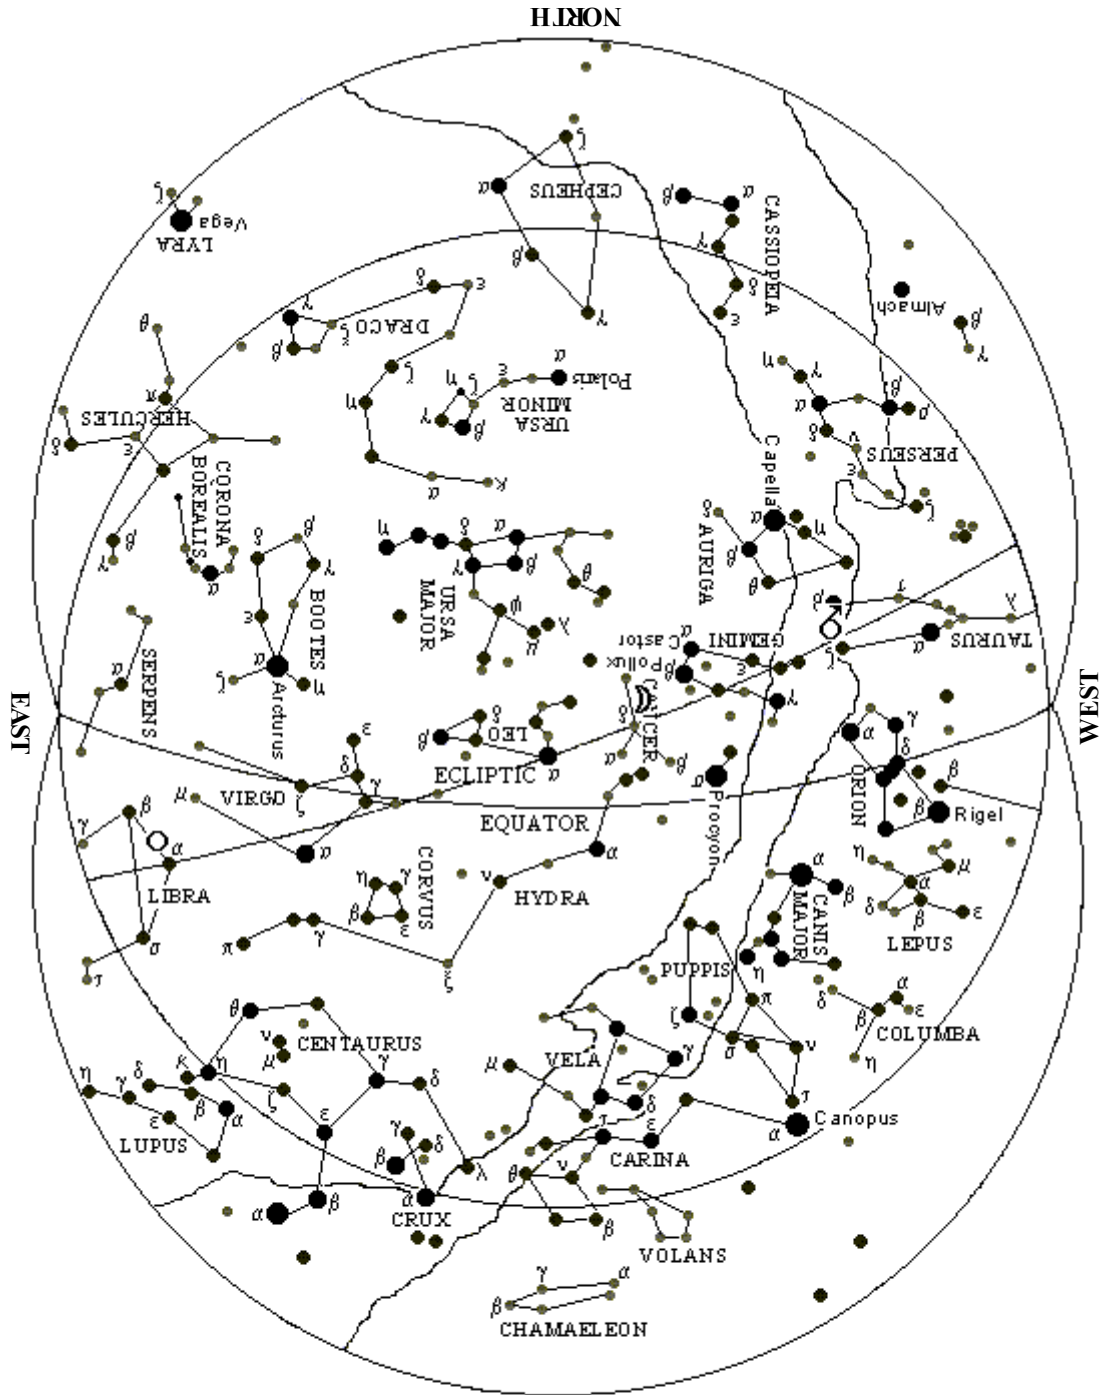 NORTH
ζ
α
CEPHEUS
β
γ
β
α
CASSIOPEIA
γ
δ
ε
ζ
Vega
LYRA
Almach
β
γ
γ
β
ξ
DRACO
δ
ε
ζ
η
α
κ
α
Polaris
ε
ζ
η
URSA
MINOR
γ
β
θ
π
HERCULES
δ
ε
β
γ
CORONA
BOREALIS
α
η
γ
α
δ
β
ρ
ν
PERSEUS
ε
ζ
Capella
α
η
δ
β
θ
AURIGA
δ
β
γ
ε
BOOTES
α
ζ
η
Arcturus
η
δ
α
γ
β
URSA
MAJOR
θ
ψ
λ
μ
β
τ
λ
ζ
α
TAURUS
α
Castor
GEMINI
ε
β
Pollux
γ
SERPENS
α
EAST
WEST
CANCER
δ
α
β
δ
β
LEO
α
ECLIPTIC
ε
δ
γ
VIRGO
ζ
α
μ
EQUATOR
α
Procyon
α
γ
δ
ORION
β
β
Rigel
β
γ
α
LIBRA
σ
τ
η
γ
β
ε
CORVUS
ν
HYDRA
α
π
γ
ξ
α
β
CANIS
MAJOR
η
η
μ
α
δ
β
ε
LEPUS
PUPPIS
π
ζ
σ
ν
τ
δ
α
β
ε
COLUMBA
η
θ
ν
CENTAURUS
μ
κ
η
ζ
γ
δ
ε
λ
η
γ
δ
β
ε
α
LUPUS
μ
VELA
γ
δ
τ
Canopus
α
ε
CARINA
θ
ν
β
γ
β
δ
α
CRUX
α
β
VOLANS
γ
α
β
CHAMAELEON